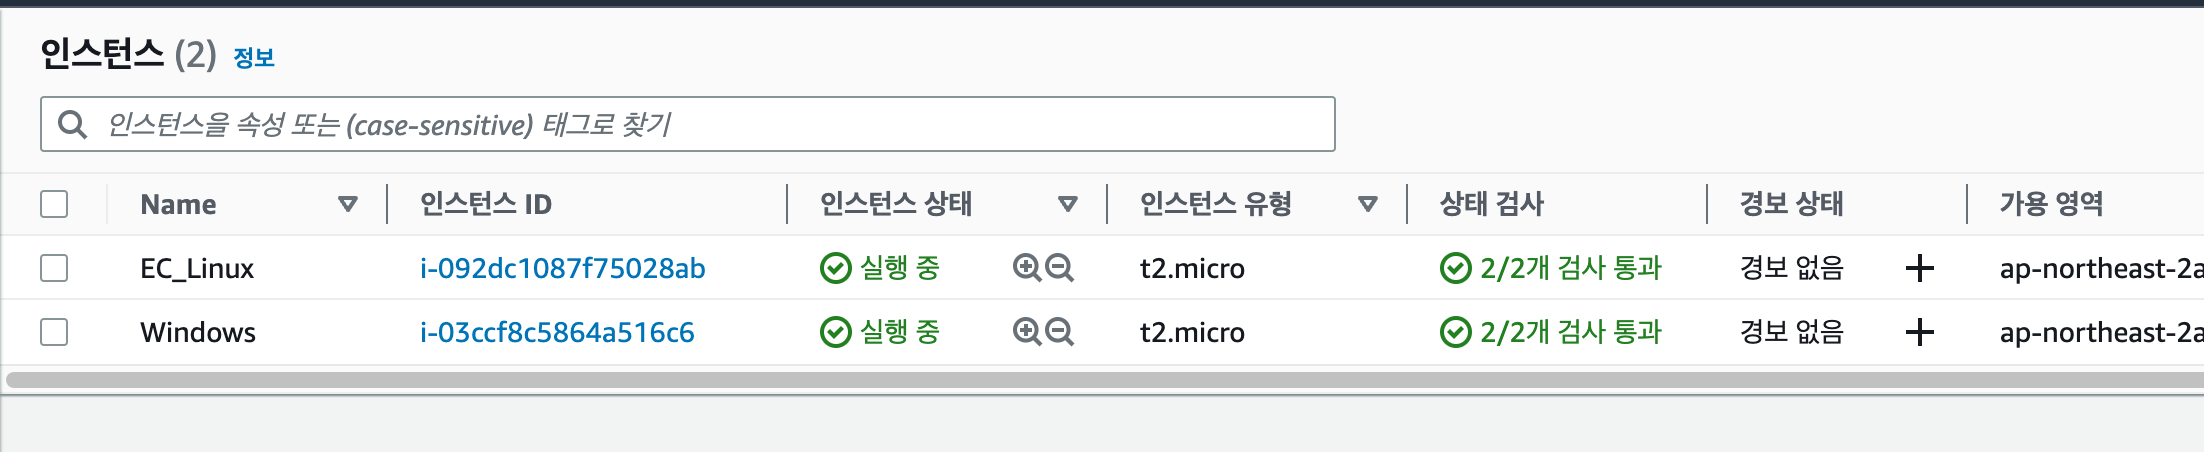 인스턴스 (2) 정보
인스턴스을 속성 또는 (case-sensitive) 태그로 찾기
Name 인스턴스 ID 인스턴스 상태 인스턴스 유형 상태 검사 경보 상태 가용 영역
EC_Linux i-092dc1087f75028ab 실행 중 t2.micro 2/2개 검사 통과 경보 없음 + ap-northeast-2a
Windows i-03ccf8c5864a516c6 실행 중 t2.micro 2/2개 검사 통과 경보 없음 + ap-northeast-2a